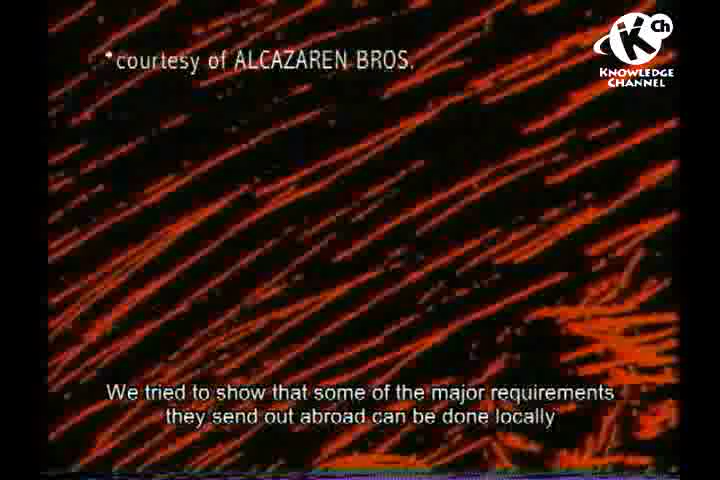 Ch
K
KNOWLEDGE
CHANNEL
*courtesy of ALCAZAREN BROS.
We tried to show that some of the major requirements
they send out abroad can be done locally